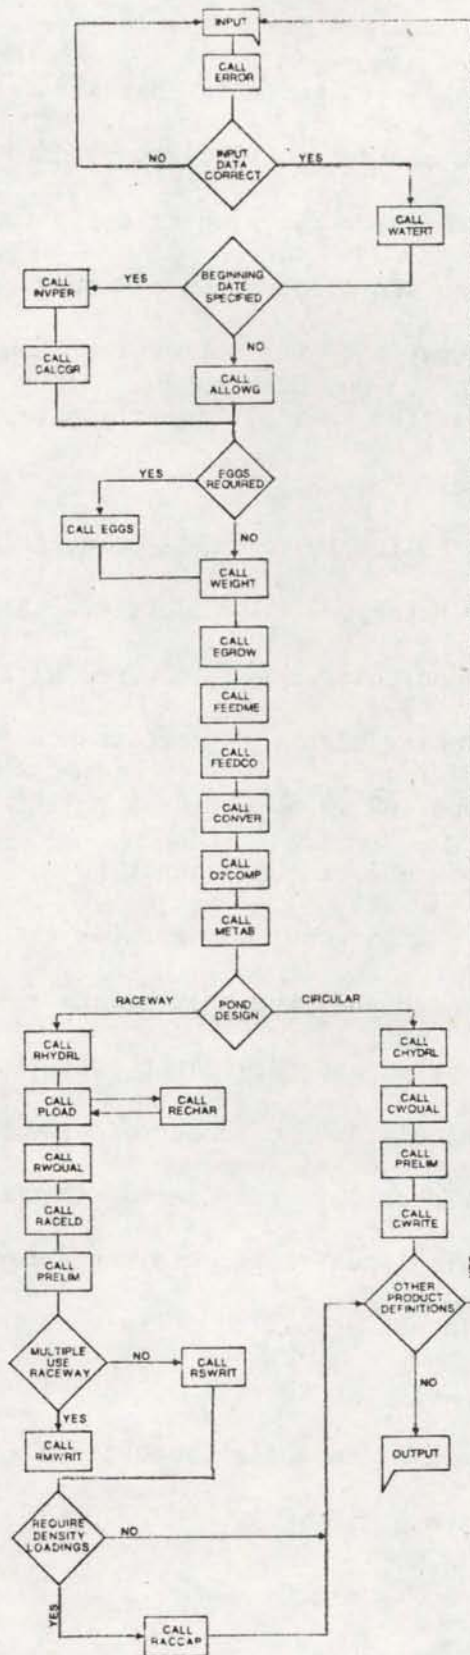 INPUT
CALL
ERROR
INPUT
DATA
CORRECT
NO
YES
CALL
WATERT
BEGINNING
DATE
SPECIFIED
YES
CALL
INVPER
NO
CALL
CALCGR
CALL
ALLOWG
EGGS
REQUIRED
YES
CALL EGGS
NO
CALL
WEIGHT
CALL
EGROW
CALL
FEEDME
CALL
FEEDCO
CALL
CONVER
CALL
O2COMP
CALL
METAB
POND
DESIGN
RACEWAY
CIRCULAR
CALL
RHYDRL
CALL
PLOAD
CALL
RECHAR
CALL
RWQUAL
CALL
RACELD
CALL
PRELIM
MULTIPLE
USE
RACEWAY
NO
CALL
RSWRIT
YES
CALL
RMWRIT
REQUIRE
DENSITY
LOADINGS
NO
YES
CALL
RACCAP
CALL
CHYDRL
CALL
CWQUAL
CALL
PRELIM
CALL
CWRITE
OTHER
PRODUCT
DEFINITIONS
YES
NO
OUTPUT